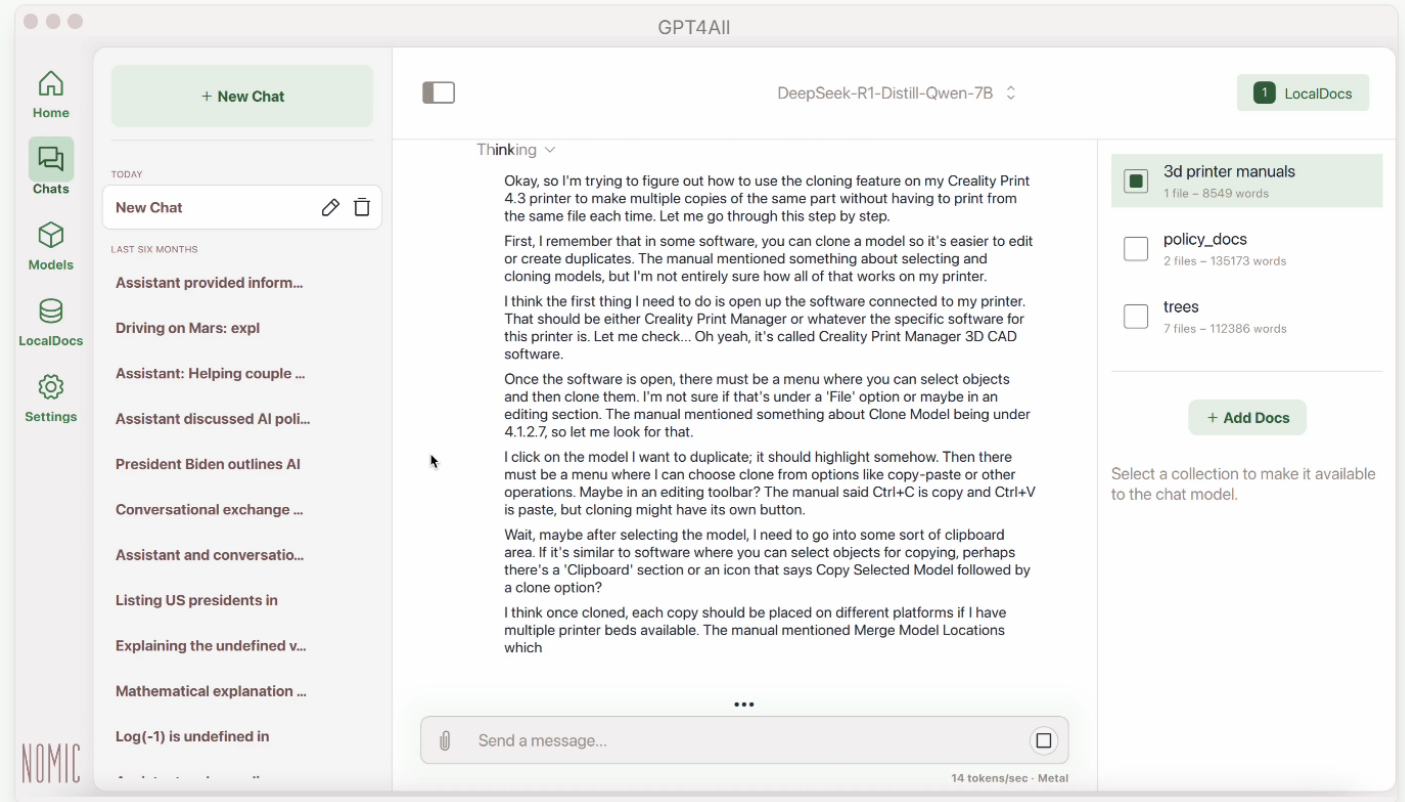 GPT4All
Home
Chats
Models
LocalDocs
Settings
NOMIC
+ New Chat
TODAY
New Chat
LAST SIX MONTHS
Assistant provided inform...
Driving on Mars: expl
Assistant: Helping couple ...
Assistant discussed AI poli...
President Biden outlines AI
Conversational exchange ...
Assistant and conversatio...
Listing US presidents in
Explaining the undefined v...
Mathematical explanation ...
Log(-1) is undefined in
DeepSeek-R1-Distill-Qwen-7B
1 LocalDocs
Thinking
Okay, so I'm trying to figure out how to use the cloning feature on my Creality Print
4.3 printer to make multiple copies of the same part without having to print from
the same file each time. Let me go through this step by step.
First, I remember that in some software, you can clone a model so it's easier to edit
or create duplicates. The manual mentioned something about selecting and
cloning models, but I'm not entirely sure how all of that works on my printer.
I think the first thing I need to do is open up the software connected to my printer.
That should be either Creality Print Manager or whatever the specific software for
this printer is. Let me check... Oh yeah, it's called Creality Print Manager 3D CAD
software.
Once the software is open, there must be a menu where you can select objects
and then clone them. I'm not sure if that's under a 'File' option or maybe in an
editing section. The manual mentioned something about Clone Model being under
4.1.2.7, so let me look for that.
I click on the model I want to duplicate; it should highlight somehow. Then there
must be a menu where I can choose clone from options like copy-paste or other
operations. Maybe in an editing toolbar? The manual said Ctrl+C is copy and Ctrl+V
is paste, but cloning might have its own button.
Wait, maybe after selecting the model, I need to go into some sort of clipboard
area. If it's similar to software where you can select objects for copying, perhaps
there's a 'Clipboard' section or an icon that says Copy Selected Model followed by
a clone option?
I think once cloned, each copy should be placed on different platforms if I have
multiple printer beds available. The manual mentioned Merge Model Locations
which
Send a message...
14 tokens/sec · Metal
3d printer manuals
1 file – 8549 words
policy_docs
2 files – 135173 words
trees
7 files – 112386 words
+ Add Docs
Select a collection to make it available
to the chat model.